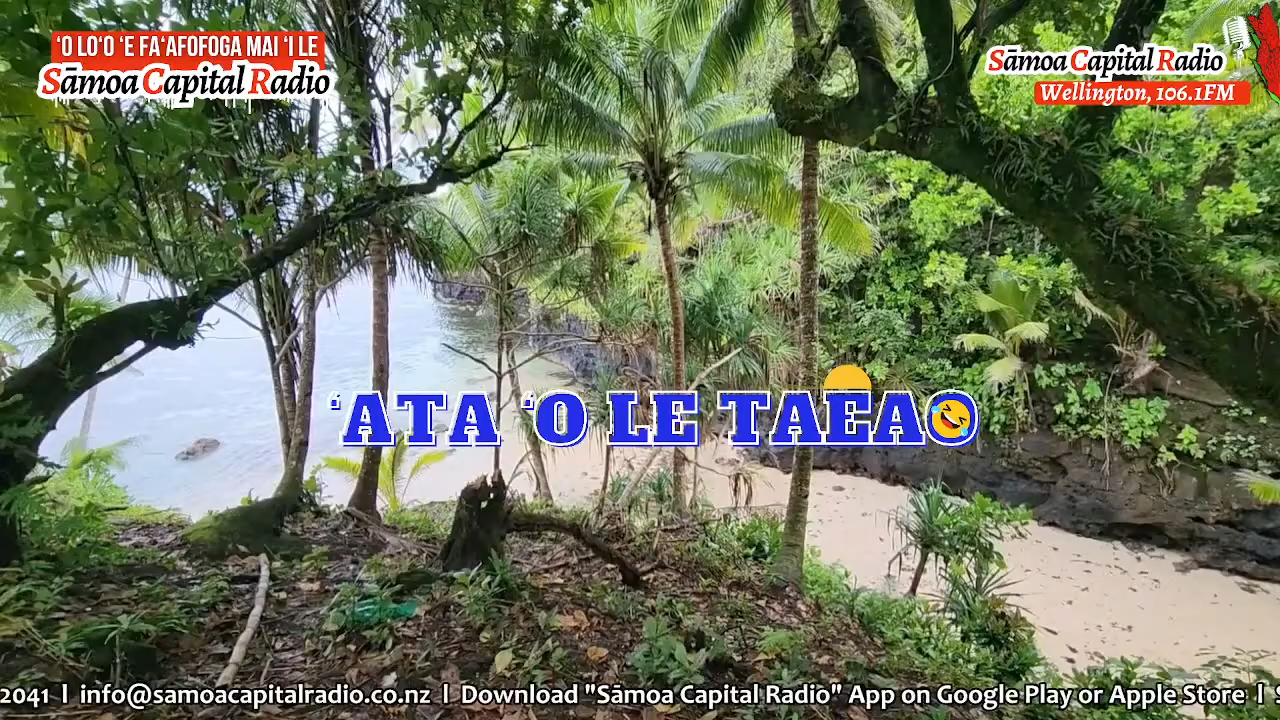 ʻO LOʻO ʻE FAʻAFOFOGA MAI ʻI LE
Sāmoa Capital Radio
Sāmoa Capital Radio
Wellington, 106.1FM
ʻATA ʻO LE TAEAO
2041 | info@samoacapitalradio.co.nz | Download "Sāmoa Capital Radio" App on Google Play or Apple Store | S